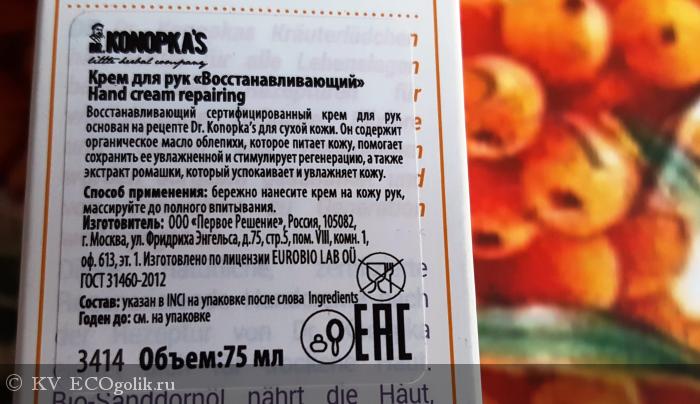 Dr. KONOPKA'S
little herbal company
Крем для рук «Восстанавливающий»
Hand cream repairing
Восстанавливающий сертифицированный крем для рук
основан на рецепте Dr. Konopka's для сухой кожи. Он содержит
органическое масло облепихи, которое питает кожу, помогает
сохранить ее увлажненной и стимулирует регенерацию, а также
экстракт ромашки, который успокаивает и увлажняет кожу.
Способ применения: бережно нанесите крем на кожу рук,
массируйте до полного впитывания.
Изготовитель: ООО «Первое Решение», Россия, 105082,
г. Москва, ул. Фридриха Энгельса, д.75, стр.5, пом. VIII, комн. 1,
оф. 613, эт. 1. Изготовлено по лицензии EUROBIO LAB OÜ
ГОСТ 31460-2012
Состав: указан в INCI на упаковке после слова Ingredients
Годен до: см. на упаковке
EAC
3414 Объем:75 мл
Bio-Sanddornöl nährt die Haut,
© KV ECOgolik.ru